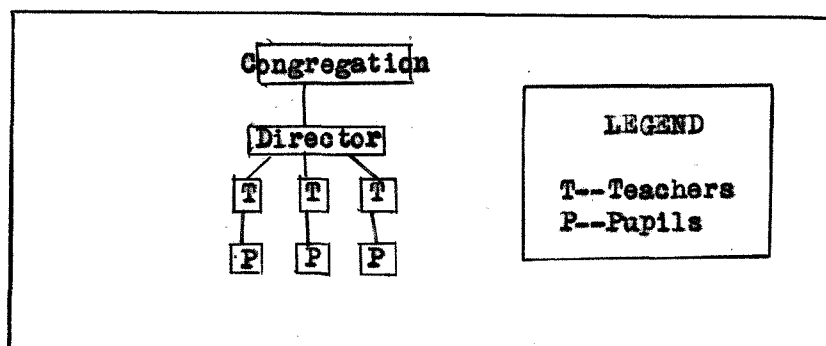 Congregation
Director
T T T
P P P
LEGEND
T--Teachers
P--Pupils